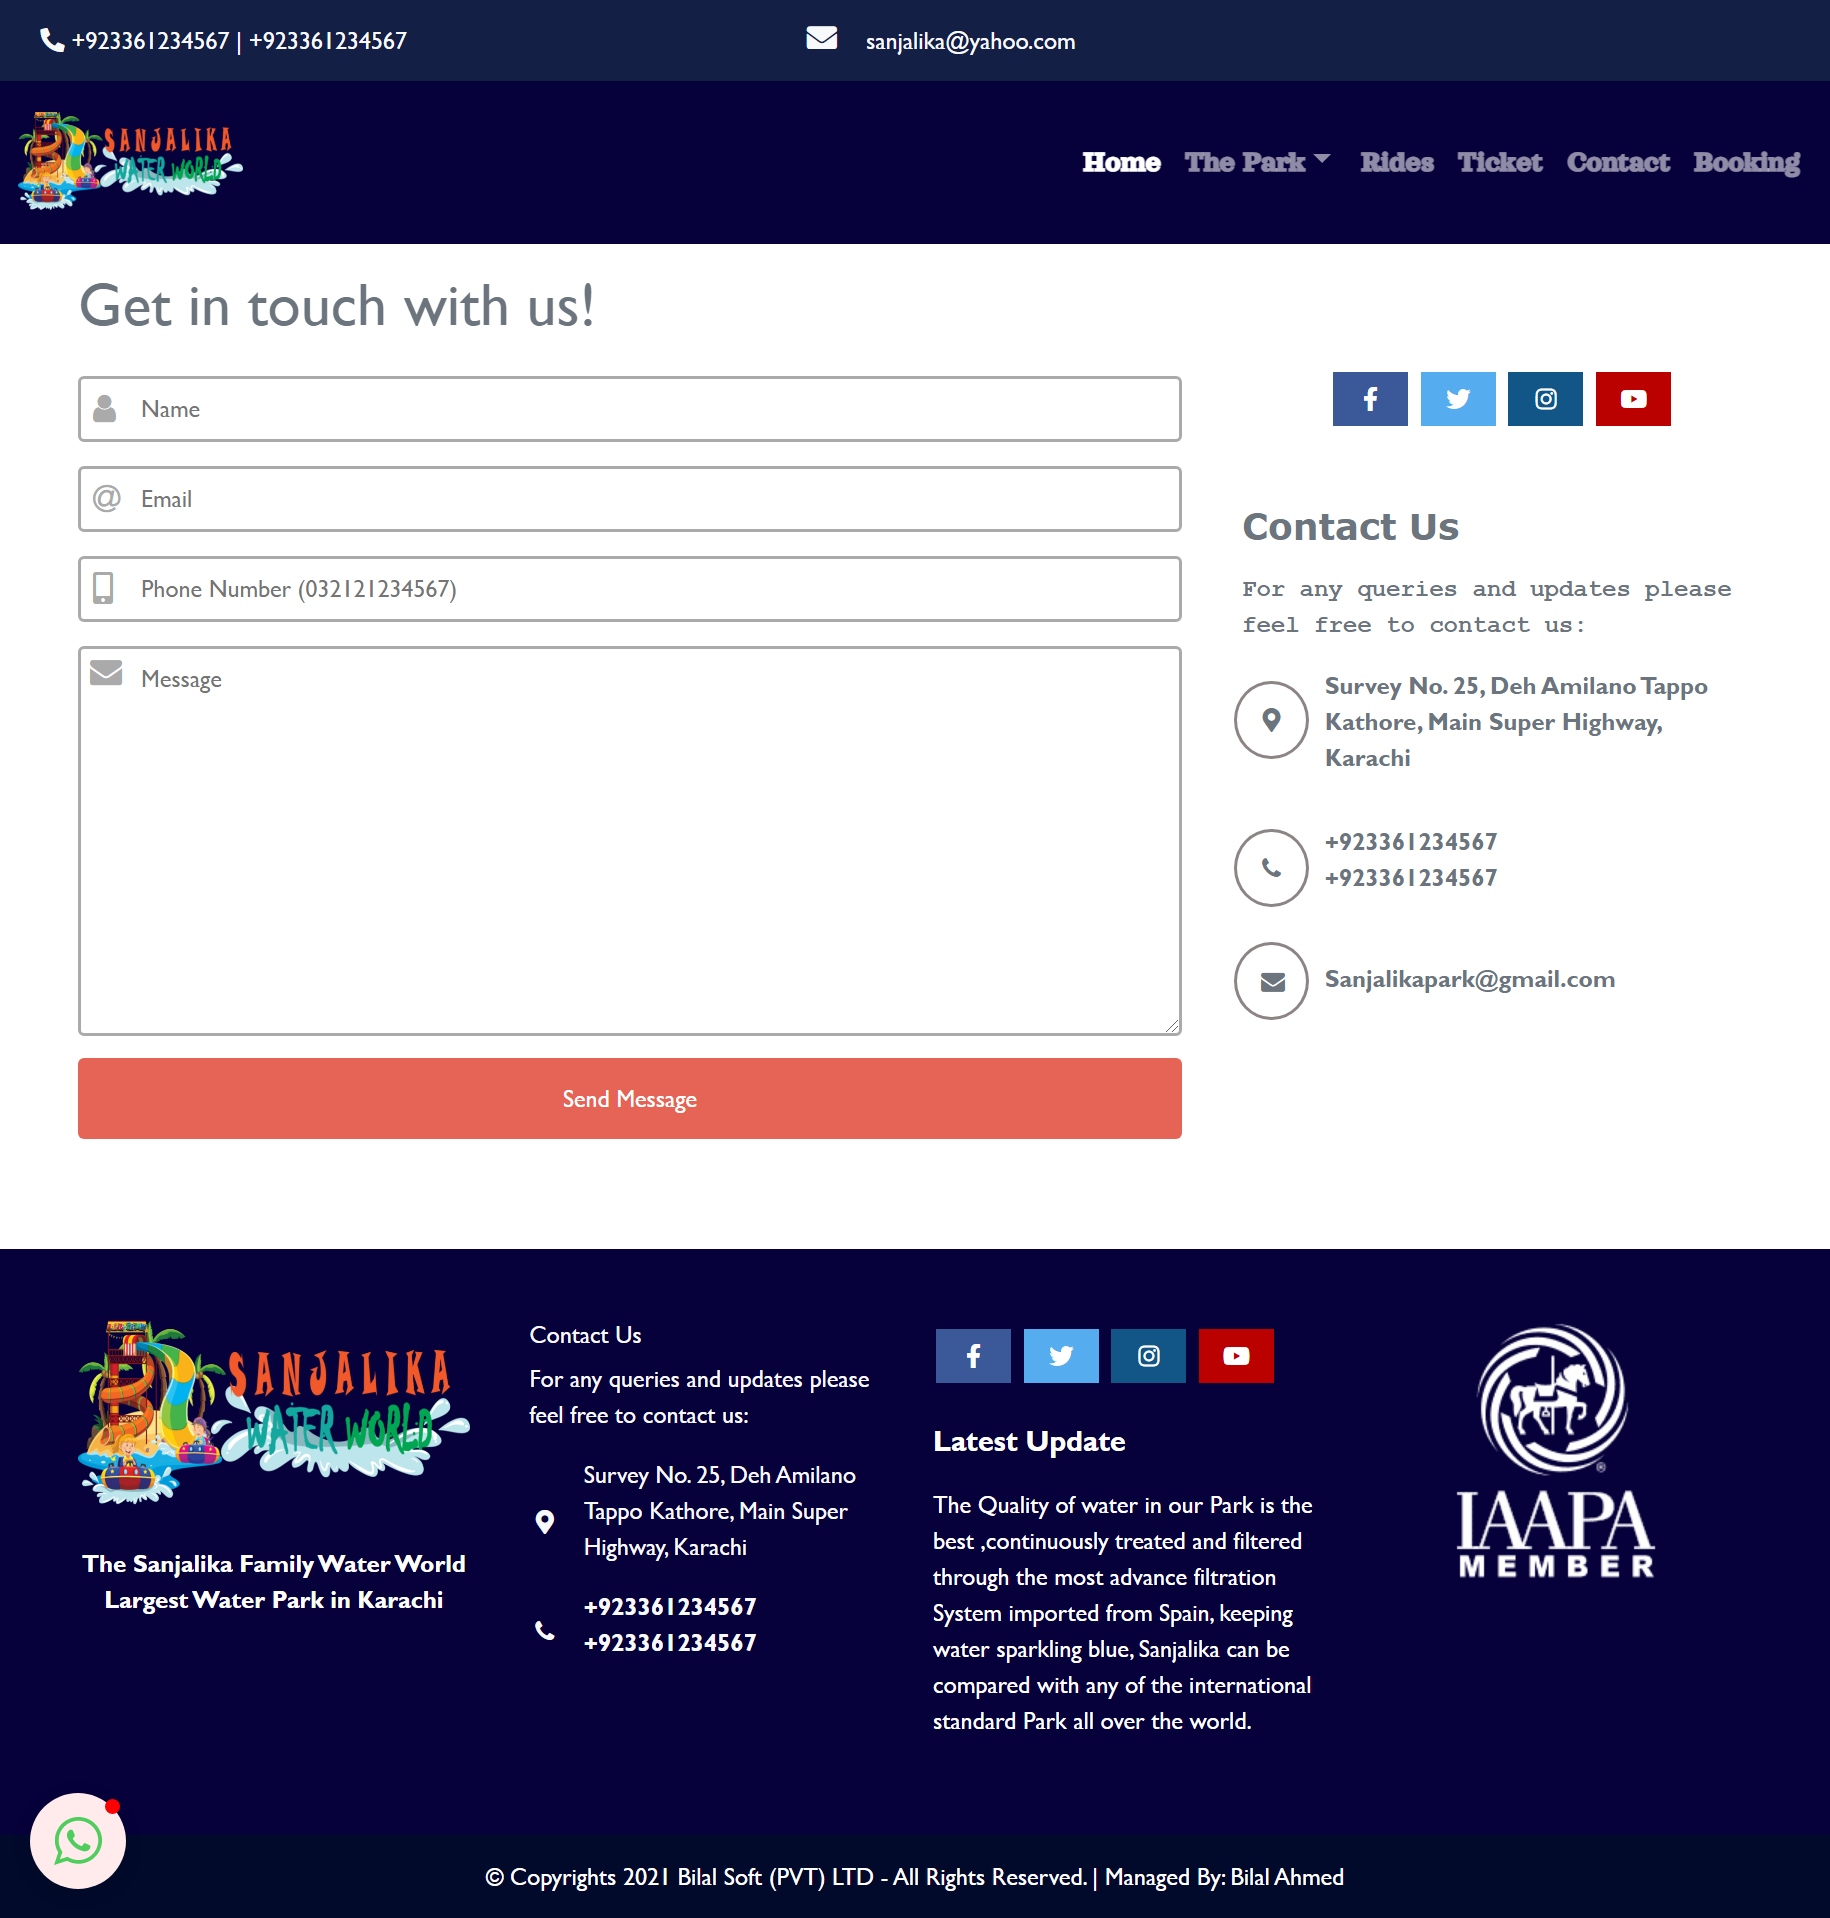 +923361234567 | +923361234567
sanjalika@yahoo.com
SANJALIKA
WATER WORLD
Home The Park Rides Ticket Contact Booking
Get in touch with us!
Name
@ Email
Phone Number (032121234567)
Message
Send Message
Contact Us
For any queries and updates please
feel free to contact us:
Survey No. 25, Deh Amilano Tappo
Kathore, Main Super Highway,
Karachi
+923361234567
+923361234567
Sanjalikapark@gmail.com
SANJALIKA
WATER WORLD
The Sanjalika Family Water World
Largest Water Park in Karachi
Contact Us
For any queries and updates please
feel free to contact us:
Survey No. 25, Deh Amilano
Tappo Kathore, Main Super
Highway, Karachi
+923361234567
+923361234567
Latest Update
The Quality of water in our Park is the
best ,continuously treated and filtered
through the most advance filtration
System imported from Spain, keeping
water sparkling blue, Sanjalika can be
compared with any of the international
standard Park all over the world.
®
IAAPA
MEMBER
© Copyrights 2021 Bilal Soft (PVT) LTD - All Rights Reserved. | Managed By: Bilal Ahmed